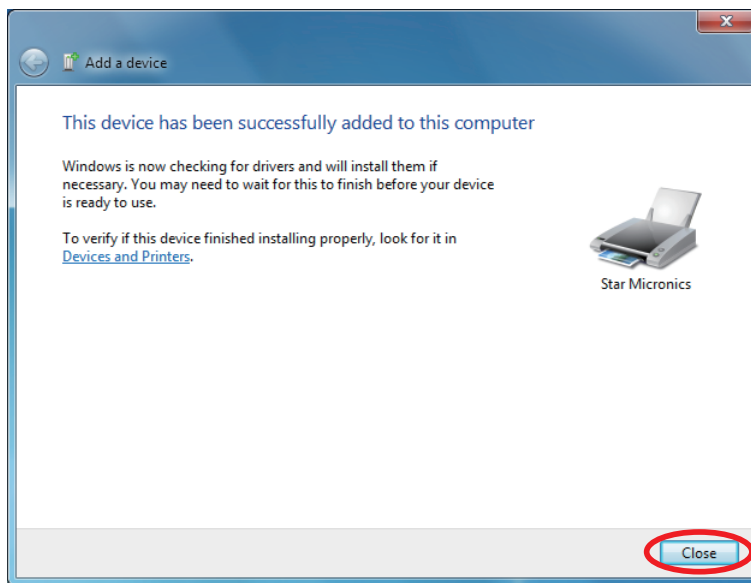 Add a device
This device has been successfully added to this computer
Windows is now checking for drivers and will install them if
necessary. You may need to wait for this to finish before your device
is ready to use.
To verify if this device finished installing properly, look for it in
Devices and Printers.
Star Micronics
Close